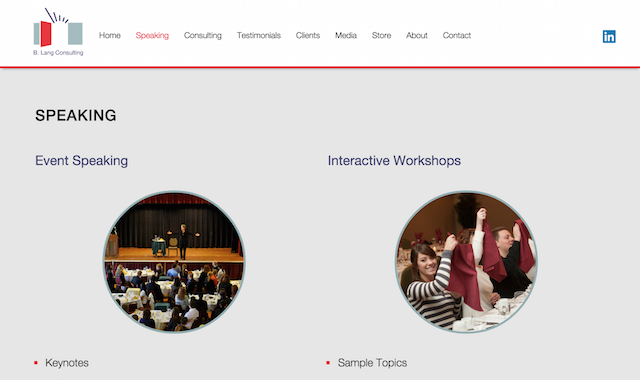 B. Lang Consulting
Home Speaking Consulting Testimonials Clients Media Store About Contact
in
SPEAKING
Event Speaking
Interactive Workshops
Keynotes
Sample Topics